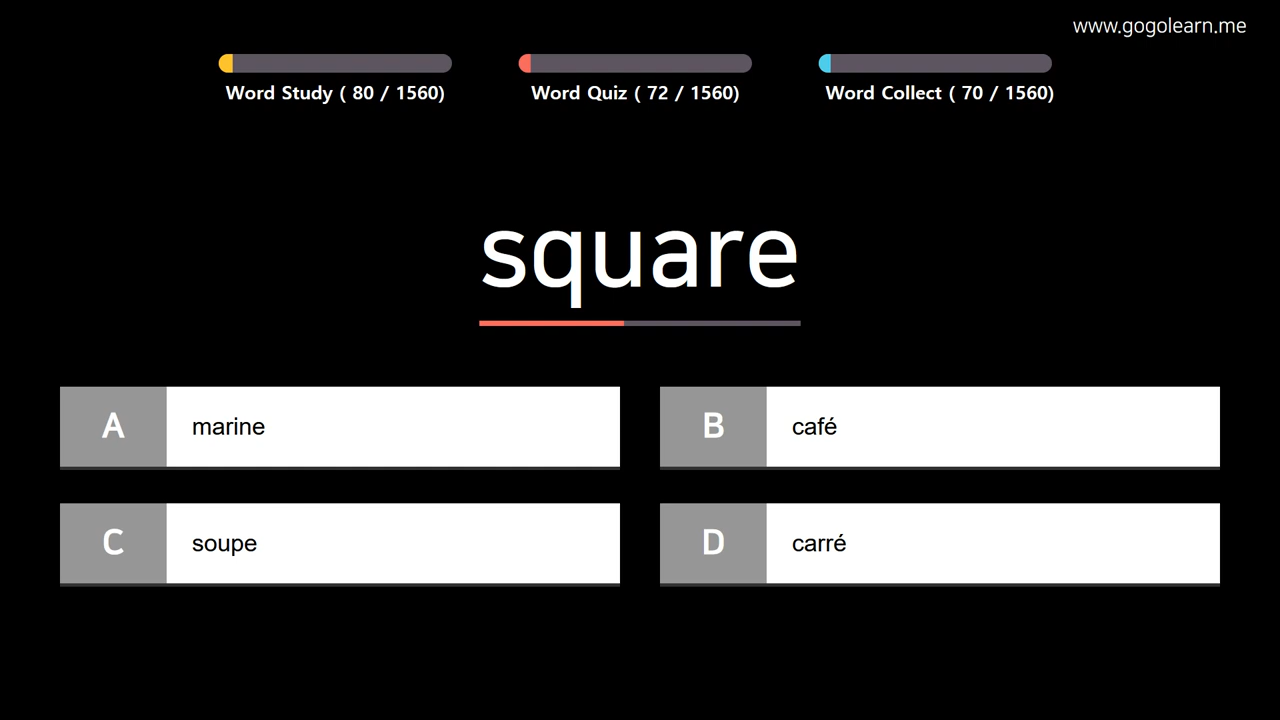 www.gogolearn.me
Word Study ( 80 / 1560)
Word Quiz ( 72 / 1560)
Word Collect ( 70 / 1560)
square
A marine
B café
C soupe
D carré